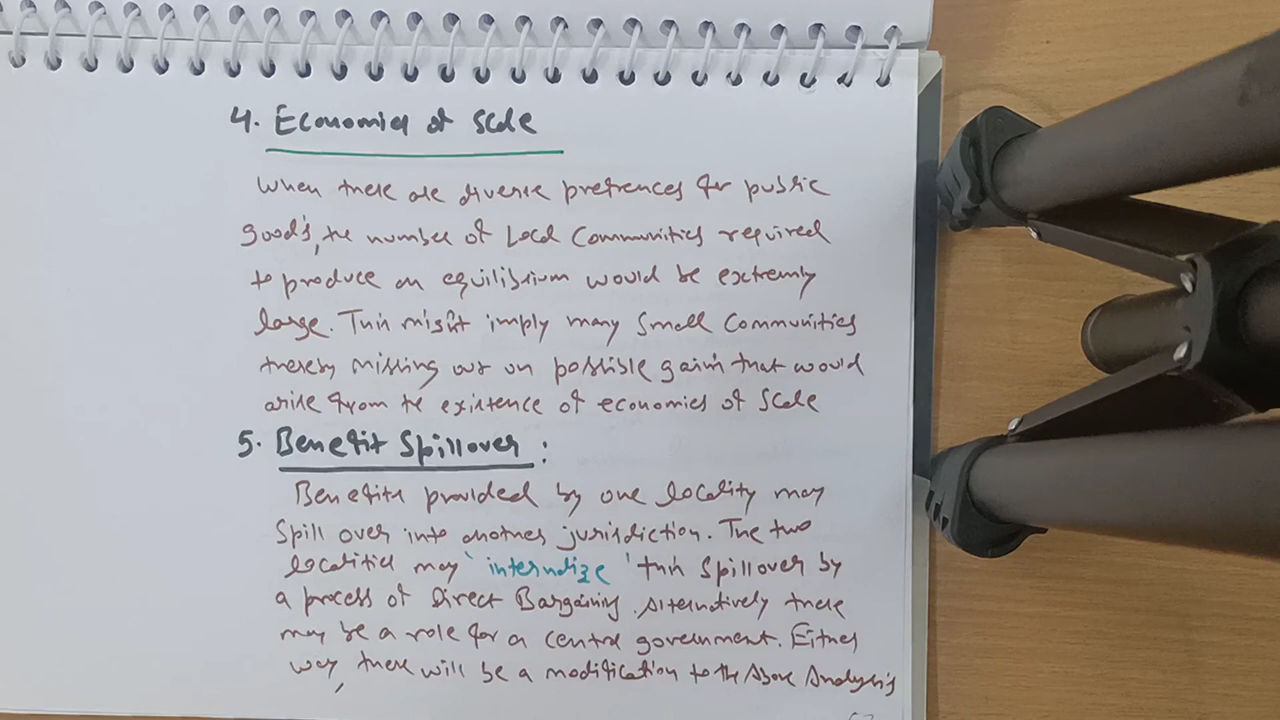 4. Economies of Scale
When there are diverse prefrences for public
goods, the number of Local Communities required
to produce an equilibrium would be extremly
large. This might imply many Small Communities
thereby missing out on possible gains that would
arise from the existence of economies of Scale
5. Benefit Spillover :
Benefits provided by one locality may
Spill over into another jurisdiction. The two
localities may 'internalize' this Spillover by
a process of Direct Bargaining. Alternatively there
may be a role for a central government. Either
way, there will be a modification to the Above Analysis